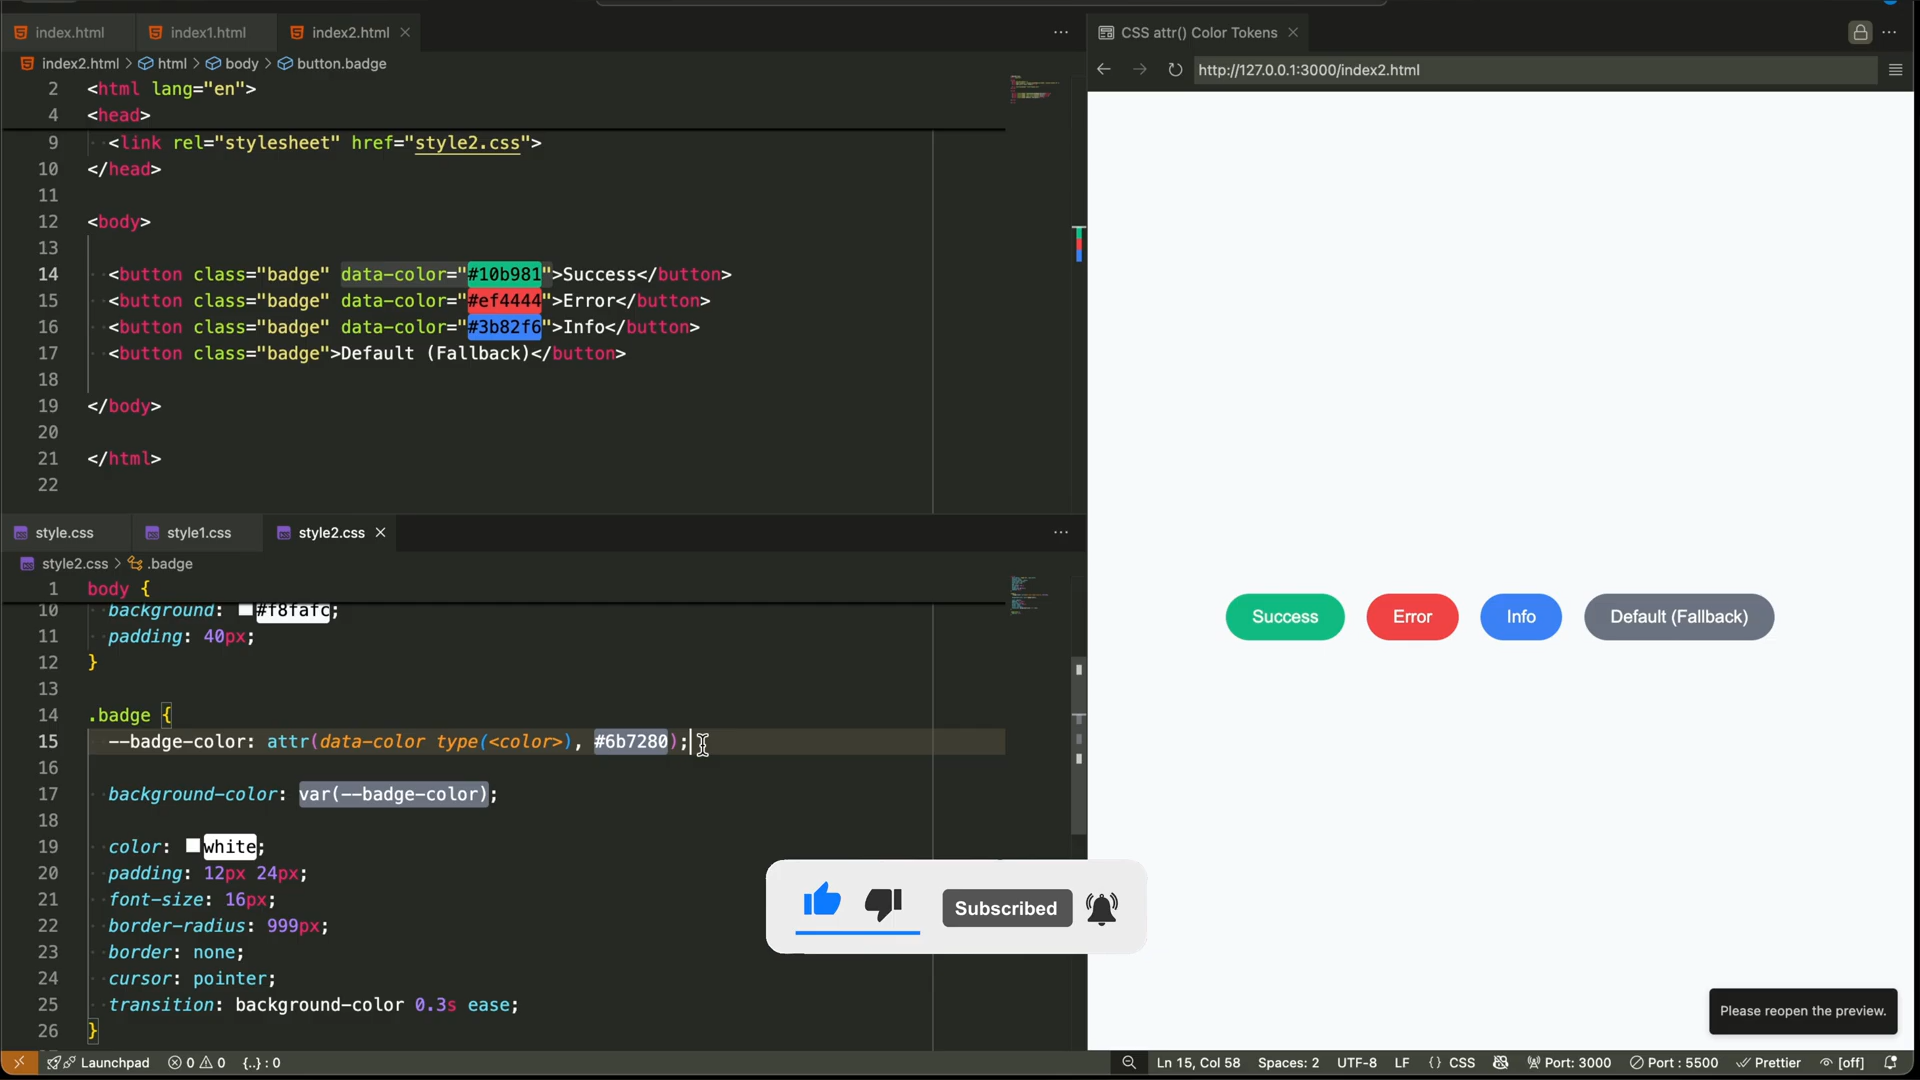 index.html
index1.html
index2.html
index2.html > html > body > button.badge
2 <html lang="en">
4 <head>
9 <link rel="stylesheet" href="style2.css">
10 </head>
11
12 <body>
13
14 <button class="badge" data-color="#10b981">Success</button>
15 <button class="badge" data-color="#ef4444">Error</button>
16 <button class="badge" data-color="#3b82f6">Info</button>
17 <button class="badge">Default (Fallback)</button>
18
19 </body>
20
21 </html>
22
style.css
style1.css
style2.css
style2.css > .badge
1 body {
10 background: #f8fafc;
11 padding: 40px;
12 }
13
14 .badge {
15 --badge-color: attr(data-color type(<color>), #6b7280);
16
17 background-color: var(--badge-color);
18
19 color: white;
20 padding: 12px 24px;
21 font-size: 16px;
22 border-radius: 999px;
23 border: none;
24 cursor: pointer;
25 transition: background-color 0.3s ease;
26 }
CSS attr() Color Tokens
http://127.0.0.1:3000/index2.html
Success
Error
Info
Default (Fallback)
Subscribed
Please reopen the preview.
Launchpad
0 0
{..} : 0
Ln 15, Col 58
Spaces: 2
UTF-8
LF
{ } CSS
Port: 3000
Port : 5500
Prettier
[off]